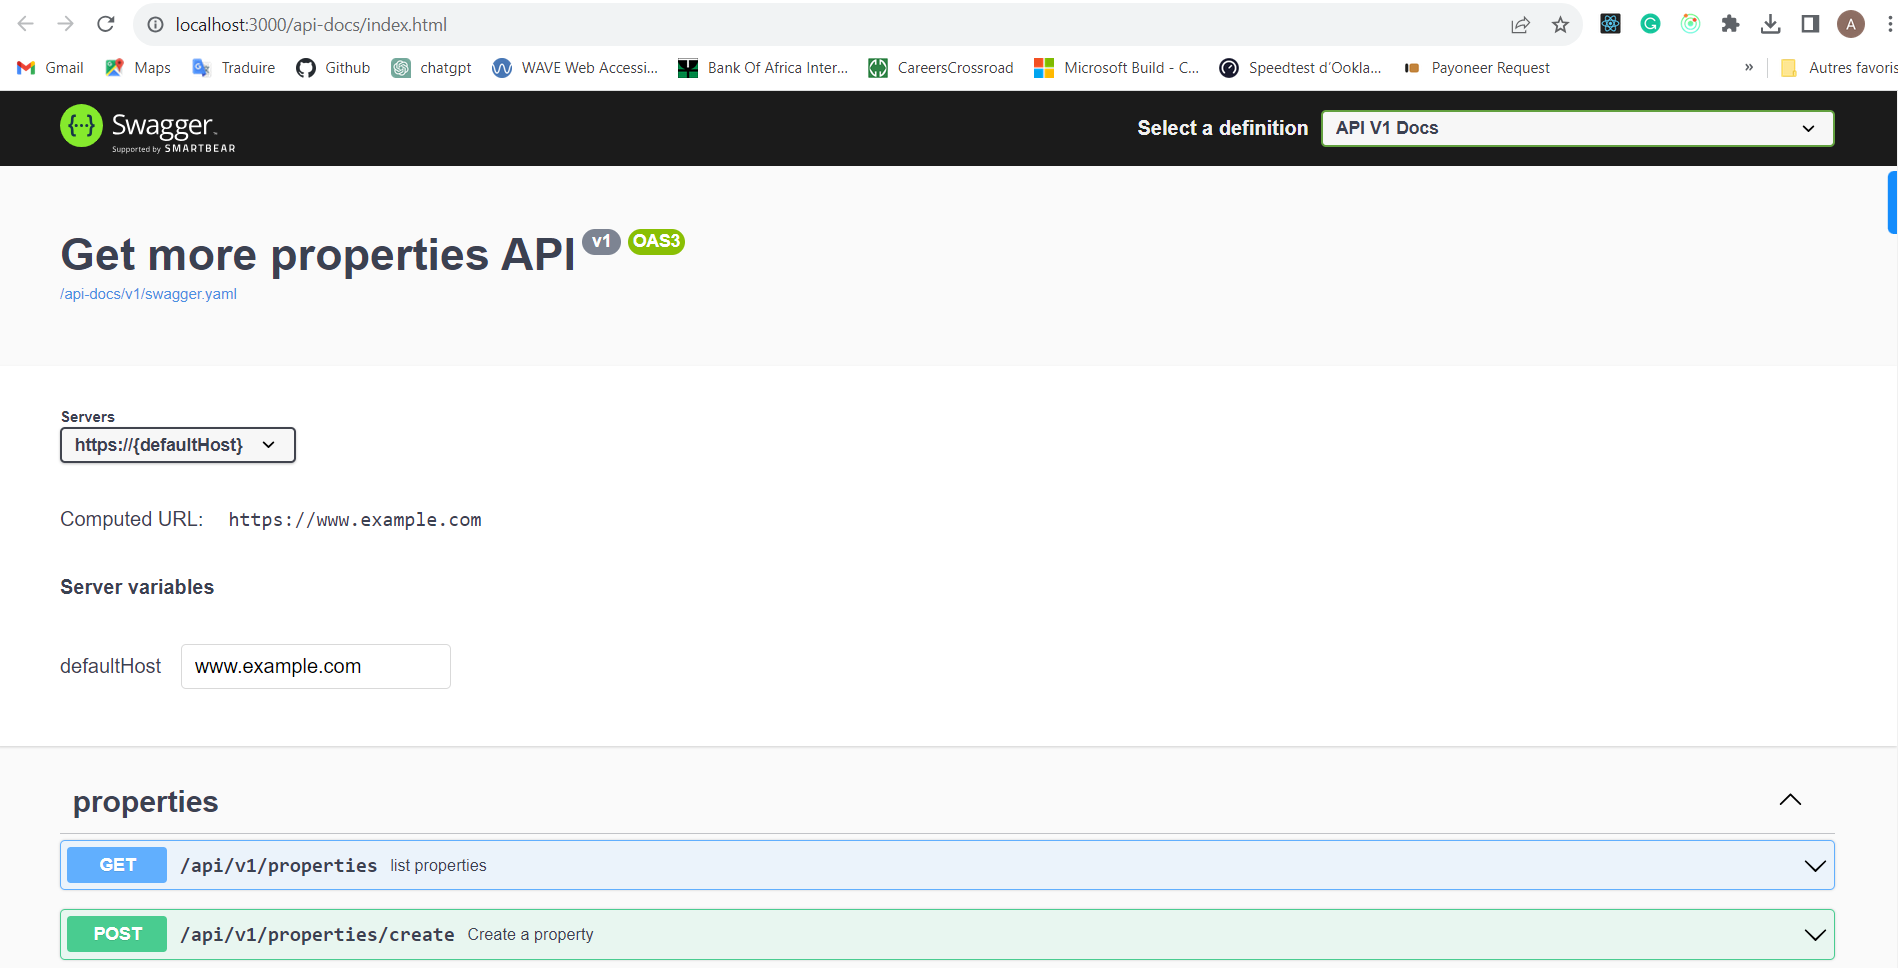 localhost:3000/api-docs/index.html
A
Gmail Maps Traduire Github chatgpt WAVE Web Accessi... Bank Of Africa Inter... CareersCrossroad Microsoft Build - C... Speedtest d'Ookla... Payoneer Request » Autres favoris
{···} Swagger™
Supported by SMARTBEAR
Select a definition API V1 Docs
Get more properties API v1 OAS3
/api-docs/v1/swagger.yaml
Servers
https://{defaultHost}
Computed URL: https://www.example.com
Server variables
defaultHost www.example.com
properties
GET /api/v1/properties list properties
POST /api/v1/properties/create Create a property